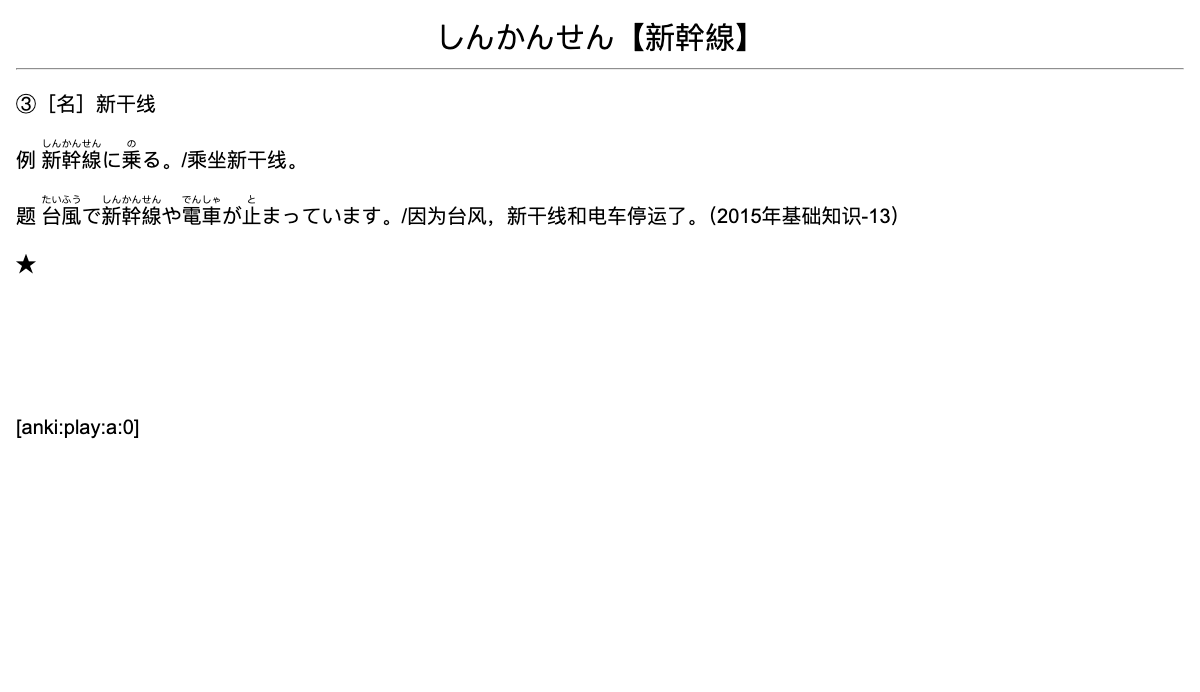 しんかんせん【新幹線】
③［名］新干线
しんかんせん の
例 新幹線に乗る。/乘坐新干线。
たいふう しんかんせん でんしゃ と
题 台風で新幹線や電車が止まっています。/因为台风，新干线和电车停运了。（2015年基础知识-13）
★
[anki:play:a:0]